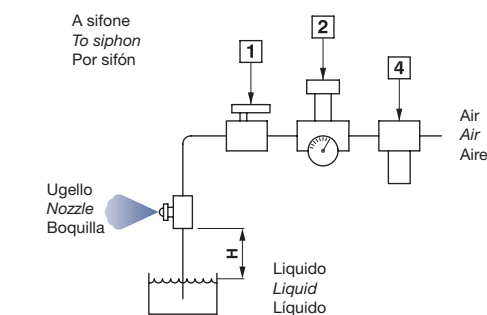 A sifone
To siphon
Por sifón
2
1
4
Air
Air
Aire
Ugello
Nozzle
Boquilla
H
Liquido
Liquid
Líquido